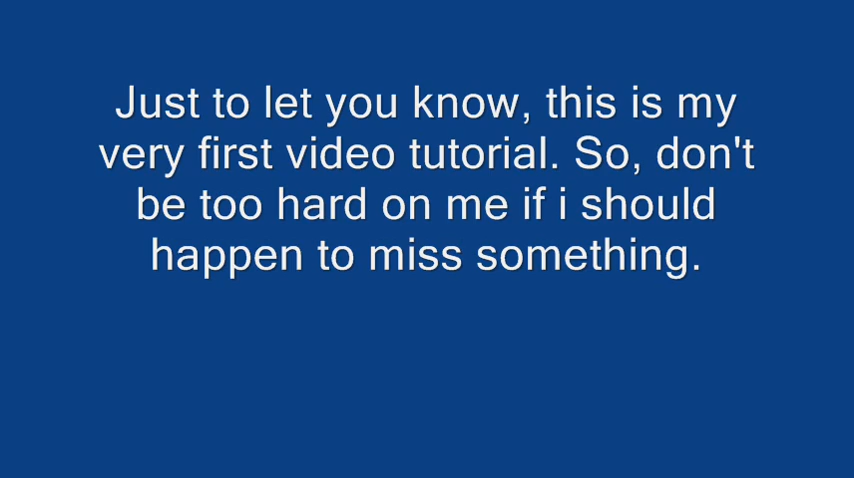 Just to let you know, this is my
very first video tutorial. So, don't
be too hard on me if i should
happen to miss something.